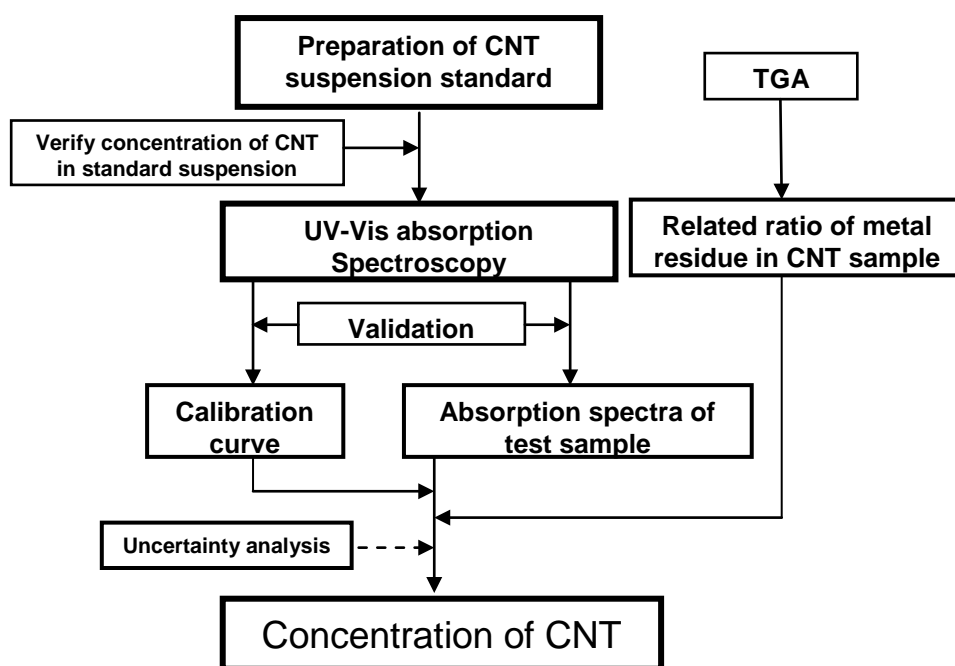 Preparation of CNT
suspension standard
TGA
Verify concentration of CNT
in standard suspension
UV-Vis absorption
Spectroscopy
Related ratio of metal
residue in CNT sample
Validation
Calibration
curve
Absorption spectra of
test sample
Uncertainty analysis
Concentration of CNT